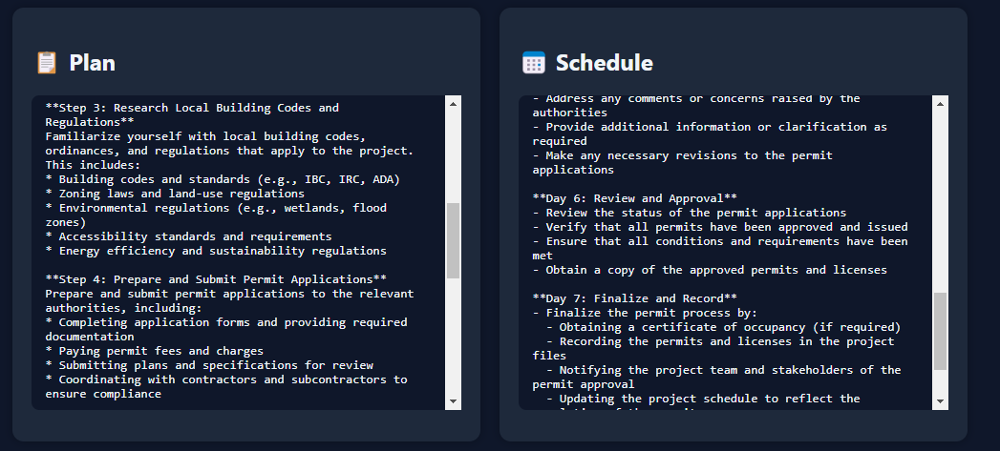 Plan
**Step 3: Research Local Building Codes and
Regulations**
Familiarize yourself with local building codes,
ordinances, and regulations that apply to the project.
This includes:
* Building codes and standards (e.g., IBC, IRC, ADA)
* Zoning laws and land-use regulations
* Environmental regulations (e.g., wetlands, flood
zones)
* Accessibility standards and requirements
* Energy efficiency and sustainability regulations
**Step 4: Prepare and Submit Permit Applications**
Prepare and submit permit applications to the relevant
authorities, including:
* Completing application forms and providing required
documentation
* Paying permit fees and charges
* Submitting plans and specifications for review
* Coordinating with contractors and subcontractors to
ensure compliance
Schedule
- Address any comments or concerns raised by the
authorities
- Provide additional information or clarification as
required
- Make any necessary revisions to the permit
applications
**Day 6: Review and Approval**
- Review the status of the permit applications
- Verify that all permits have been approved and issued
- Ensure that all conditions and requirements have been
met
- Obtain a copy of the approved permits and licenses
**Day 7: Finalize and Record**
- Finalize the permit process by:
- Obtaining a certificate of occupancy (if required)
- Recording the permits and licenses in the project
files
- Notifying the project team and stakeholders of the
permit approval
- Updating the project schedule to reflect the